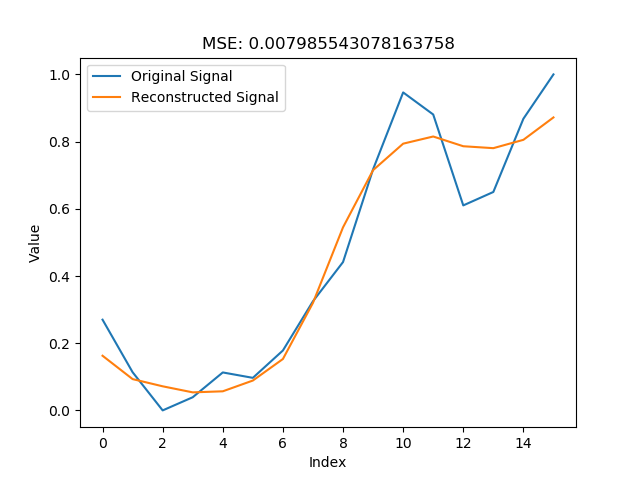 MSE: 0.007985543078163758
Original Signal
Reconstructed Signal
1.0
0.8
0.6
0.4
0.2
0.0
Value
0 2 4 6 8 10 12 14
Index